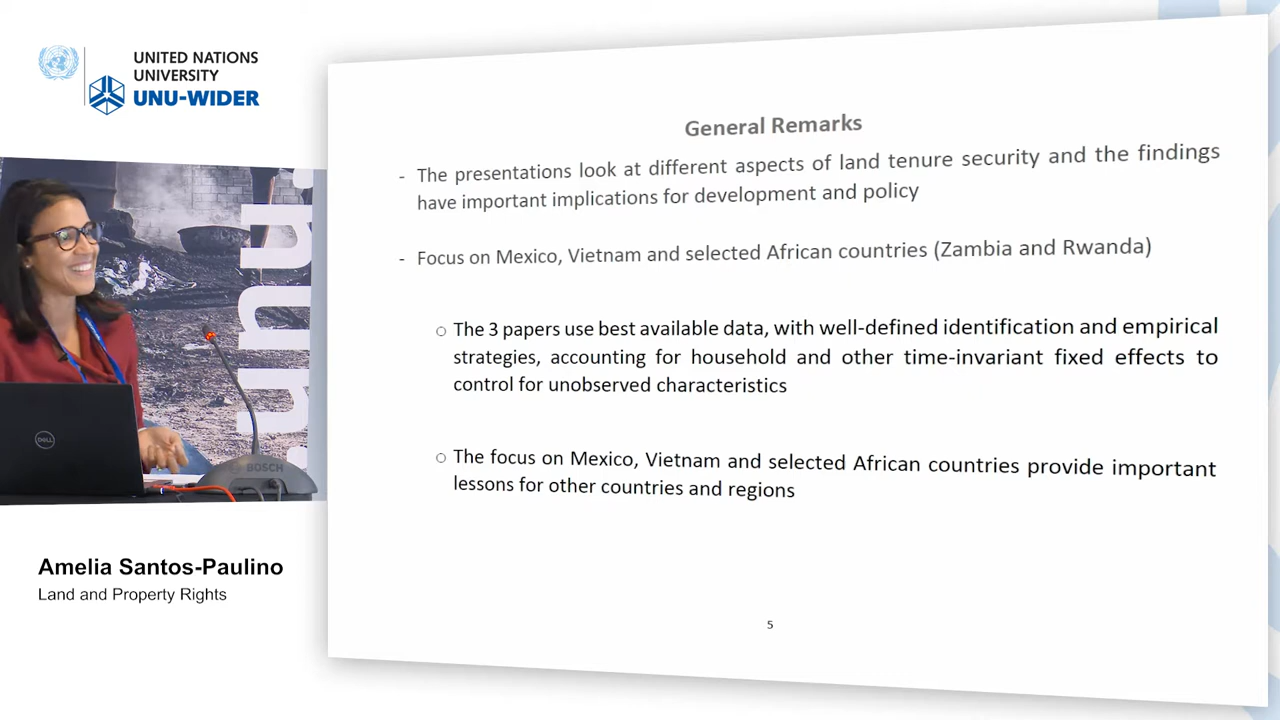 UNITED NATIONS
UNIVERSITY
UNU-WIDER
General Remarks
- The presentations look at different aspects of land tenure security and the findings
have important implications for development and policy
- Focus on Mexico, Vietnam and selected African countries (Zambia and Rwanda)
○ The 3 papers use best available data, with well-defined identification and empirical
strategies, accounting for household and other time-invariant fixed effects to
control for unobserved characteristics
○ The focus on Mexico, Vietnam and selected African countries provide important
lessons for other countries and regions
5
unu.
DELL
BOSCH
Amelia Santos-Paulino
Land and Property Rights